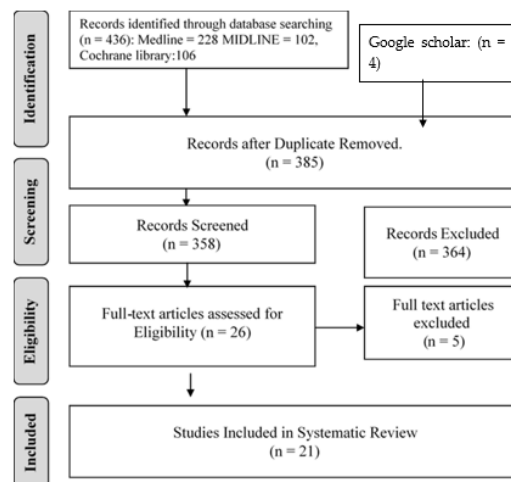 Identification
Records identified through database searching
(n = 436): Medline = 228 MIDLINE = 102,
Cochrane library:106
Google scholar: (n =
4)
Records after Duplicate Removed.
(n = 385)
Screening
Records Screened
(n = 358)
Records Excluded
(n = 364)
Eligibility
Full-text articles assessed for
Eligibility (n = 26)
Full text articles
excluded
(n = 5)
Included
Studies Included in Systematic Review
(n = 21)